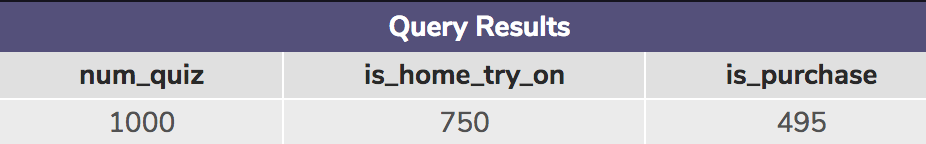 Query Results
num_quiz is_home_try_on is_purchase
1000 750 495